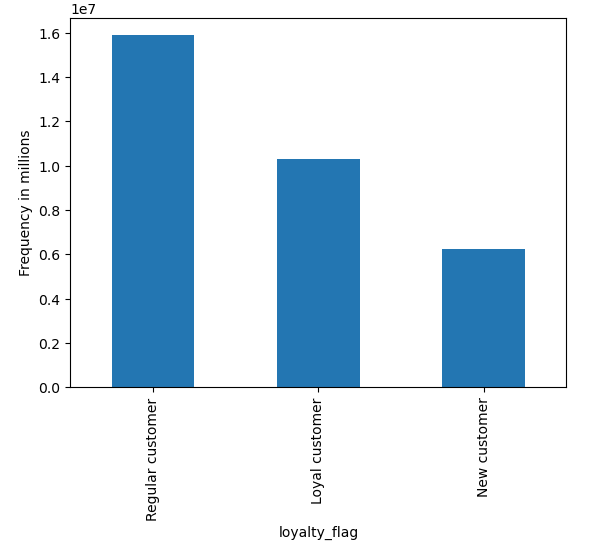 1e7
1.6
1.4
1.2
1.0
0.8
0.6
0.4
0.2
0.0
Frequency in millions
Regular customer
Loyal customer
New customer
loyalty_flag